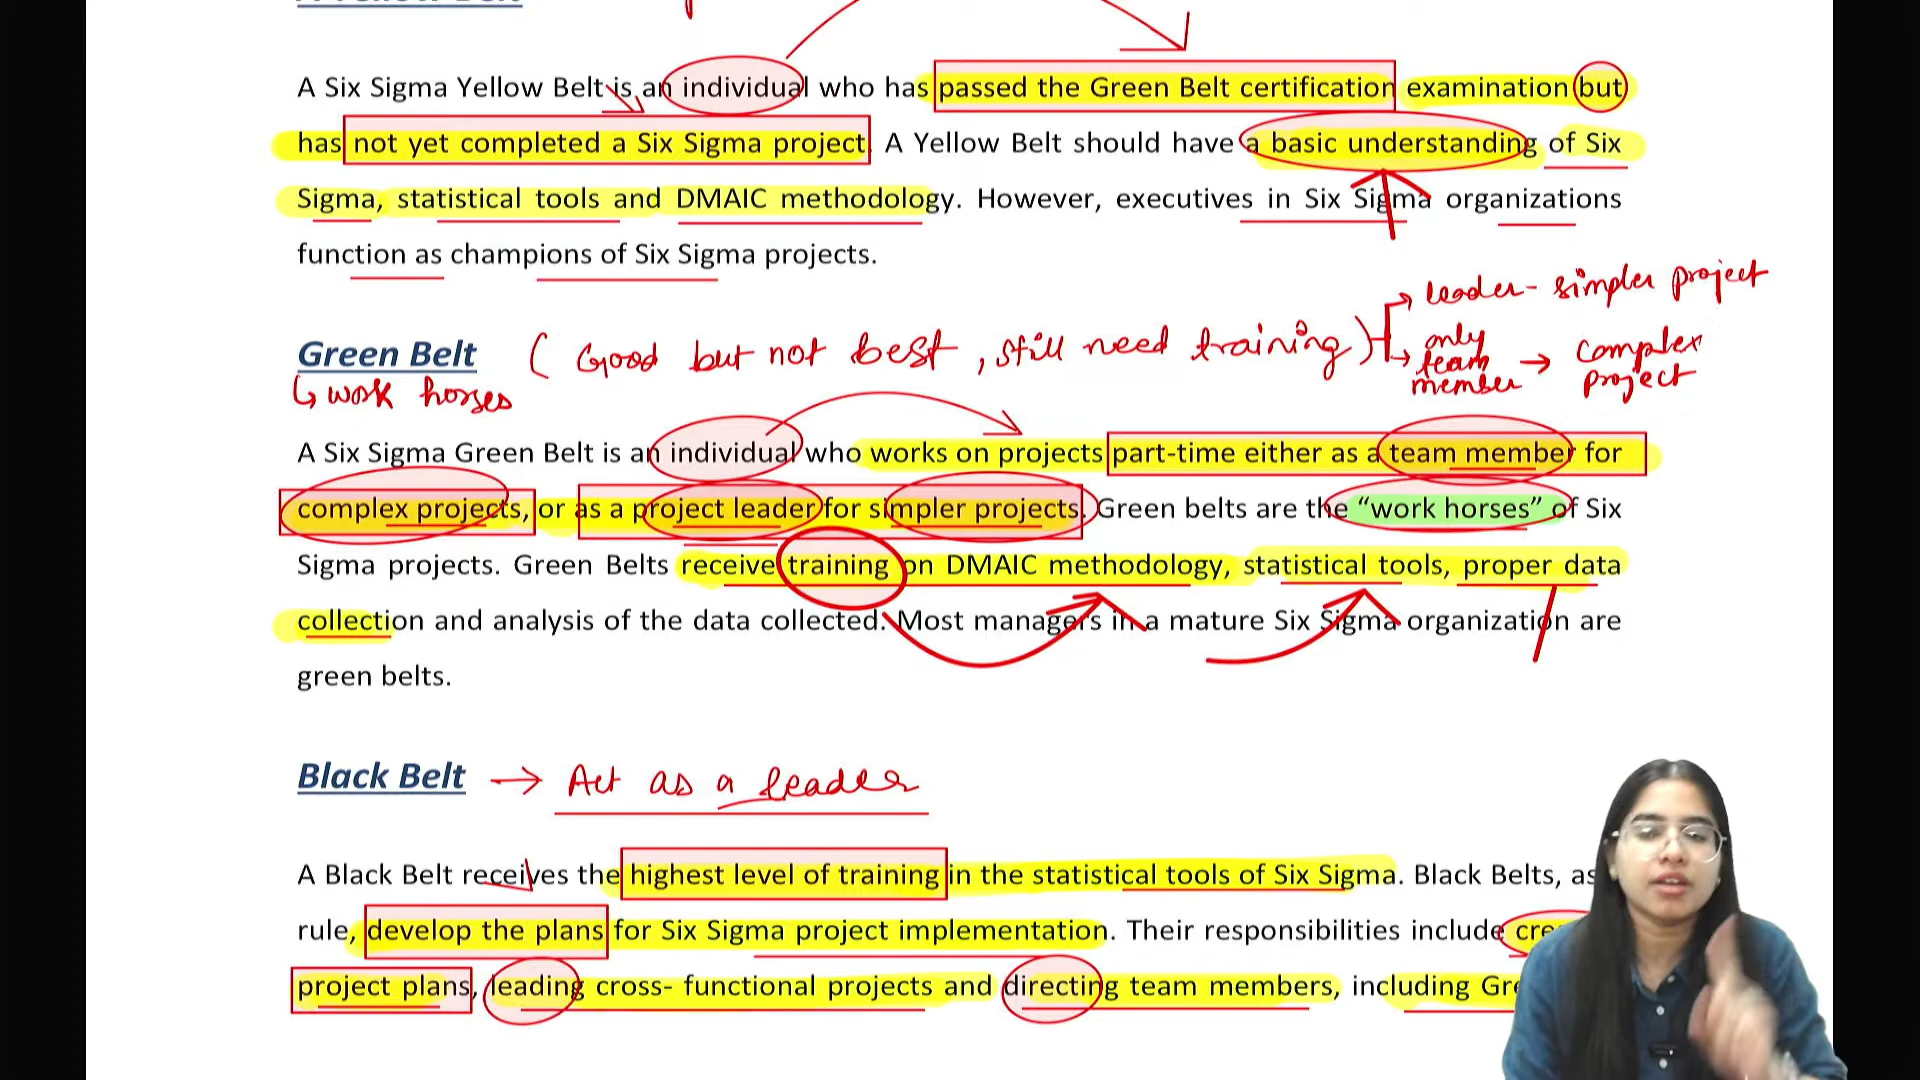 A Six Sigma Yellow Belt is an individual who has passed the Green Belt certification examination but
has not yet completed a Six Sigma project. A Yellow Belt should have a basic understanding of Six
Sigma, statistical tools and DMAIC methodology. However, executives in Six Sigma organizations
function as champions of Six Sigma projects.
leader - simpler project
Green Belt ( Good but not best, still need training )
only team member → complex project
↳ work horses
A Six Sigma Green Belt is an individual who works on projects part-time either as a team member for
complex projects, or as a project leader for simpler projects. Green belts are the “work horses” of Six
Sigma projects. Green Belts receive training on DMAIC methodology, statistical tools, proper data
collection and analysis of the data collected. Most managers in a mature Six Sigma organization are
green belts.
Black Belt → Act as a leader
A Black Belt receives the highest level of training in the statistical tools of Six Sigma. Black Belts, as
rule, develop the plans for Six Sigma project implementation. Their responsibilities include
project plans, leading cross- functional projects and directing team members, including